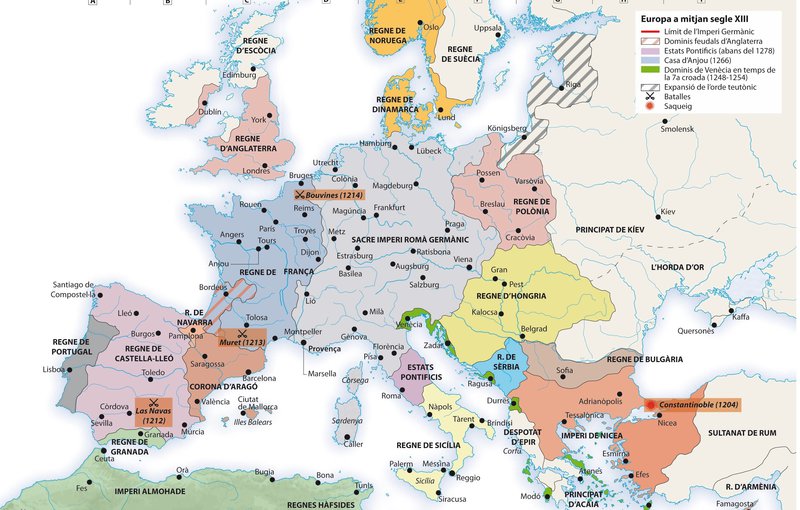 A
B
C
D
E
F
G
H
Europa a mitjan segle XIII
Límit de l'Imperi Germànic
Dominis feudals d'Anglaterra
Estats Pontificis (abans del 1278)
Casa d'Anjou (1266)
Dominis de Venècia en temps de
la 7a croada (1248-1254)
Expansió de l'orde teutònic
Batalles
Saqueig
REGNE
D'ESCÒCIA
Edimburg
REGNE DE
NORUEGA
Oslo
Uppsala
REGNE
DE
SUÈCIA
Riga
Smolensk
Dublín
York
REGNE
D'ANGLATERRA
Londres
REGNE DE
DINAMARCA
Lund
Königsberg
Hamburg
Lübeck
Utrecht
Bruges
Colònia
Magdeburg
Possen
Varsòvia
Breslau
REGNE DE
POLÒNIA
Cracòvia
Bouvines (1214)
Rouen
Reims
Maguncia
Frankfurt
París
Troyes
Metz
Praga
Kíev
PRINCIPAT DE KÍEV
Angers
Tours
SACRE IMPERI ROMÀ GERMÀNIC
Dijon
Estrasburg
Ratisbona
Anjou
Basilea
Augsburg
Viena
REGNE DE
FRANÇA
Salzburg
Gran
Pest
L'HORDA D'OR
Bordeus
Lió
REGNE D'HONGRIA
Kalocsa
Santiago de
Compostel·la
Lleó
R. DE
NAVARRA
Pamplona
Tolosa
Milà
Venècia
Kaffa
Quersonès
Burgos
Muret (1213)
Montpeller
Gènova
Zadar
Belgrad
REGNE DE
PORTUGAL
REGNE DE
CASTELLA-LLEÓ
Provença
Florència
Pisa
R. DE
SÈRBIA
REGNE DE BULGÀRIA
Saragossa
Marsella
Sofia
Lisboa
Toledo
CORONA D'ARAGÓ
Barcelona
Còrsega
ESTATS
PONTIFICIS
Ragusa
Adrianòpolis
València
Ciutat
de Mallorca
Roma
Durrës
Constantinoble (1204)
Còrdova
Las Navas
(1212)
Illes Balears
Nàpols
Tessalònica
Nicea
Sevilla
Múrcia
Sardenya
Tàrent
Brindisi
DESPOTAT
D'EPIR
IMPERI DE NICEA
SULTANAT DE RUM
REGNE DE
GRANADA
Granada
Càller
REGNE DE SICÍLIA
Corfú
Esmirna
Ceuta
Orà
Bugia
Bona
Palerm
Messina
Reggio
Atenes
Efes
Fes
IMPERI ALMOHADE
Tunis
Sicília
Siracusa
Modó
PRINCIPAT
D'ACAIA
R. D'ARMÈNIA
REGNES HÀFSIDES
Famagosta